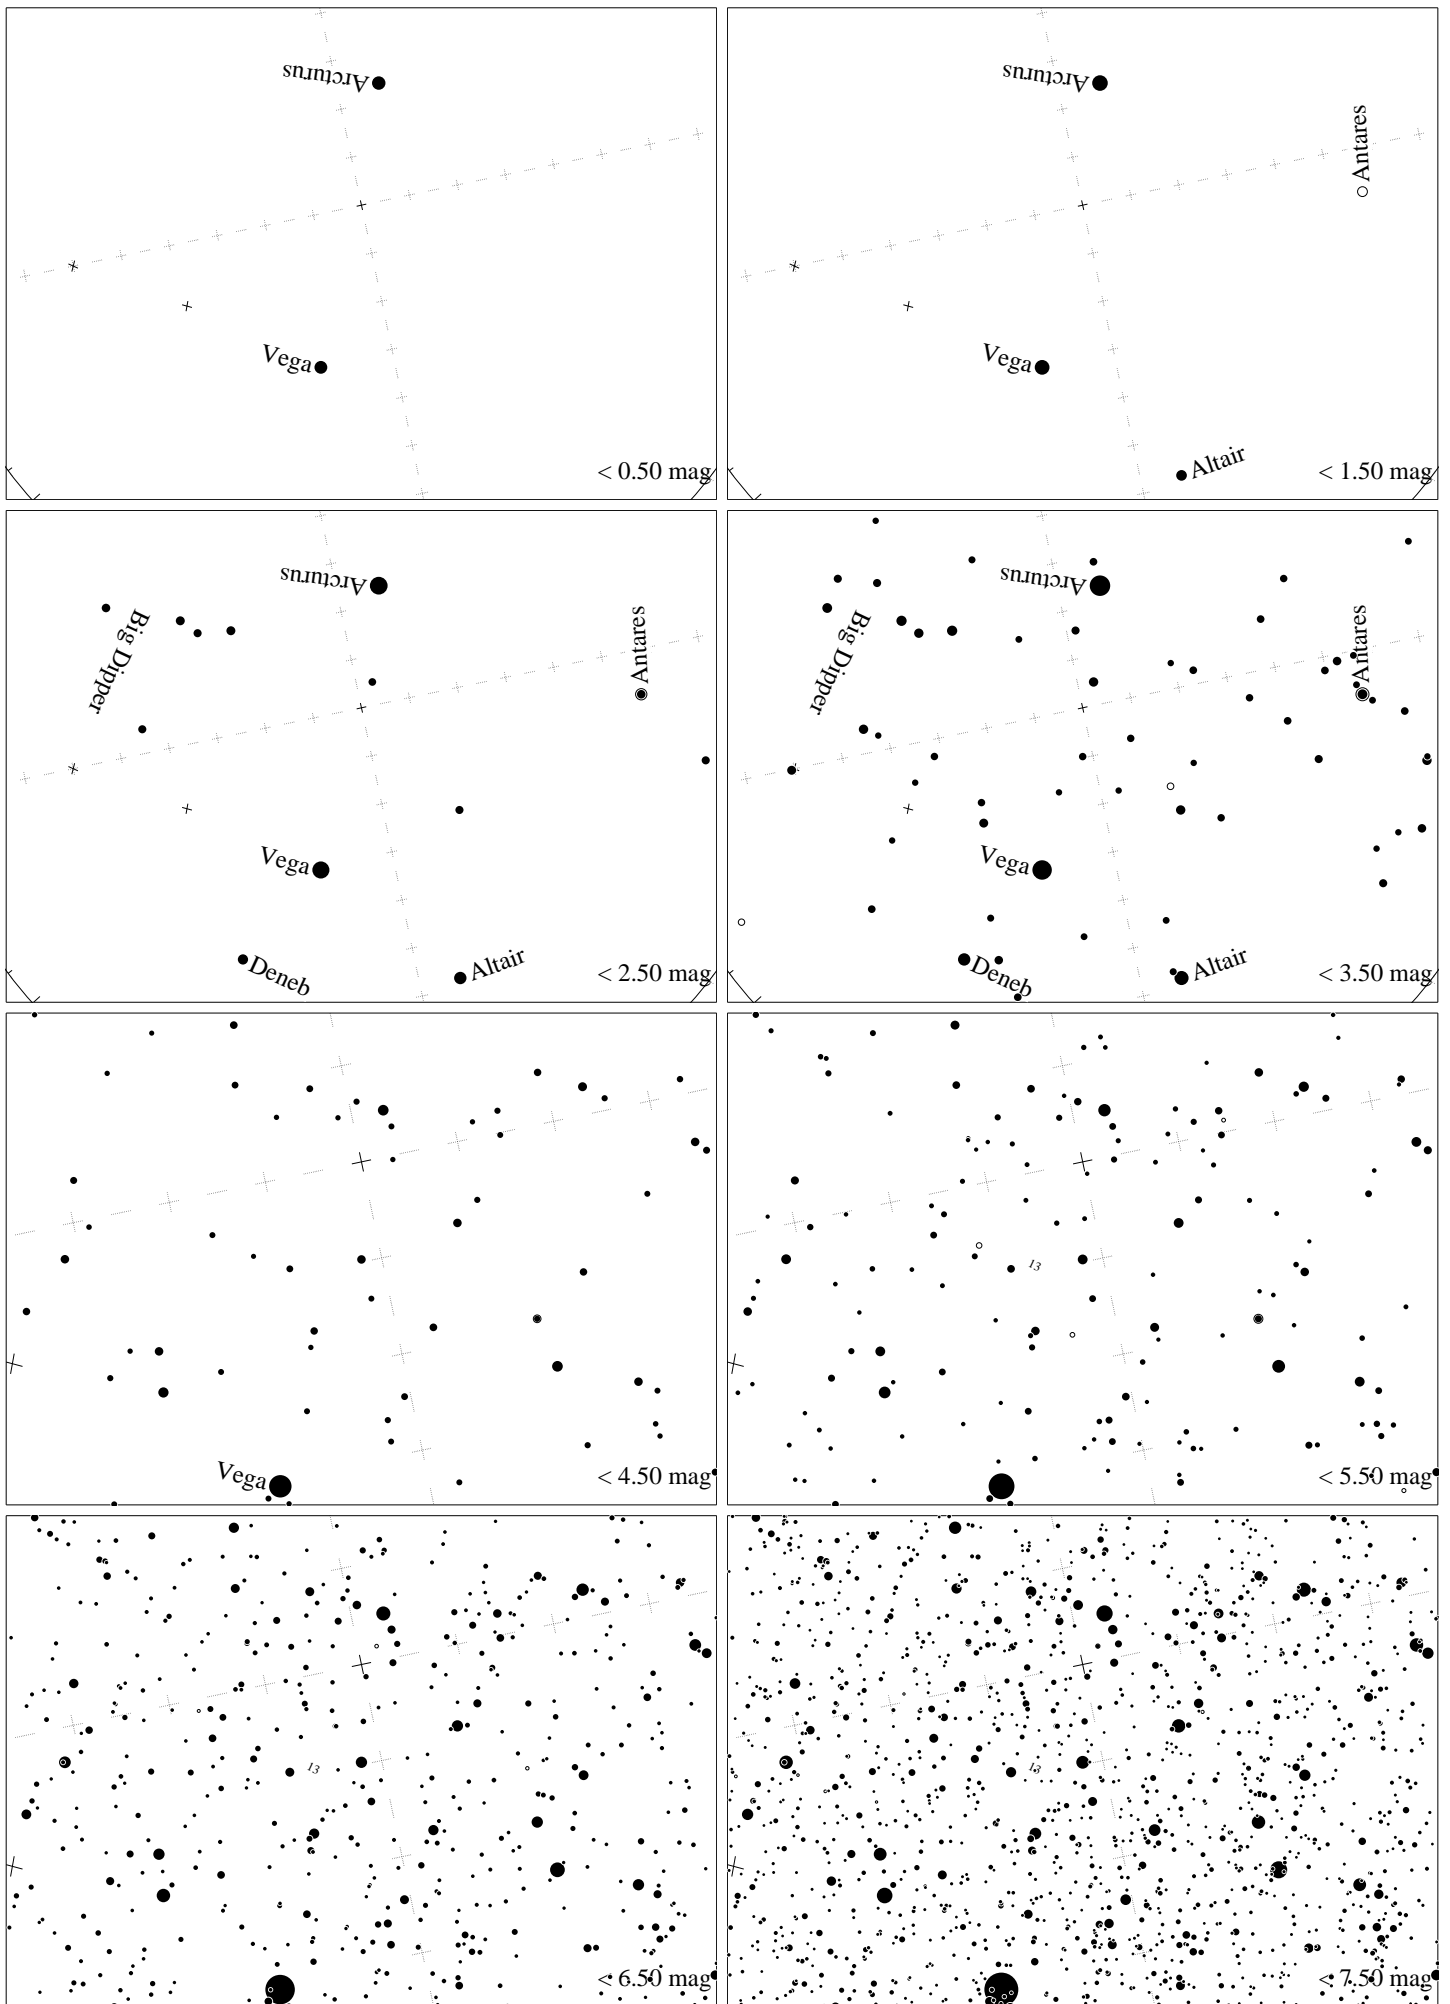 Arcturus
Vega
< 0.50 mag
Arcturus
Antares
Vega
Altair
< 1.50 mag
Arcturus
Big Dipper
Antares
Vega
Deneb
Altair
< 2.50 mag
Arcturus
Big Dipper
Antares
Vega
Deneb
Altair
< 3.50 mag
Vega
< 4.50 mag
13
< 5.50 mag
13
< 6.50 mag
13
< 7.50 mag